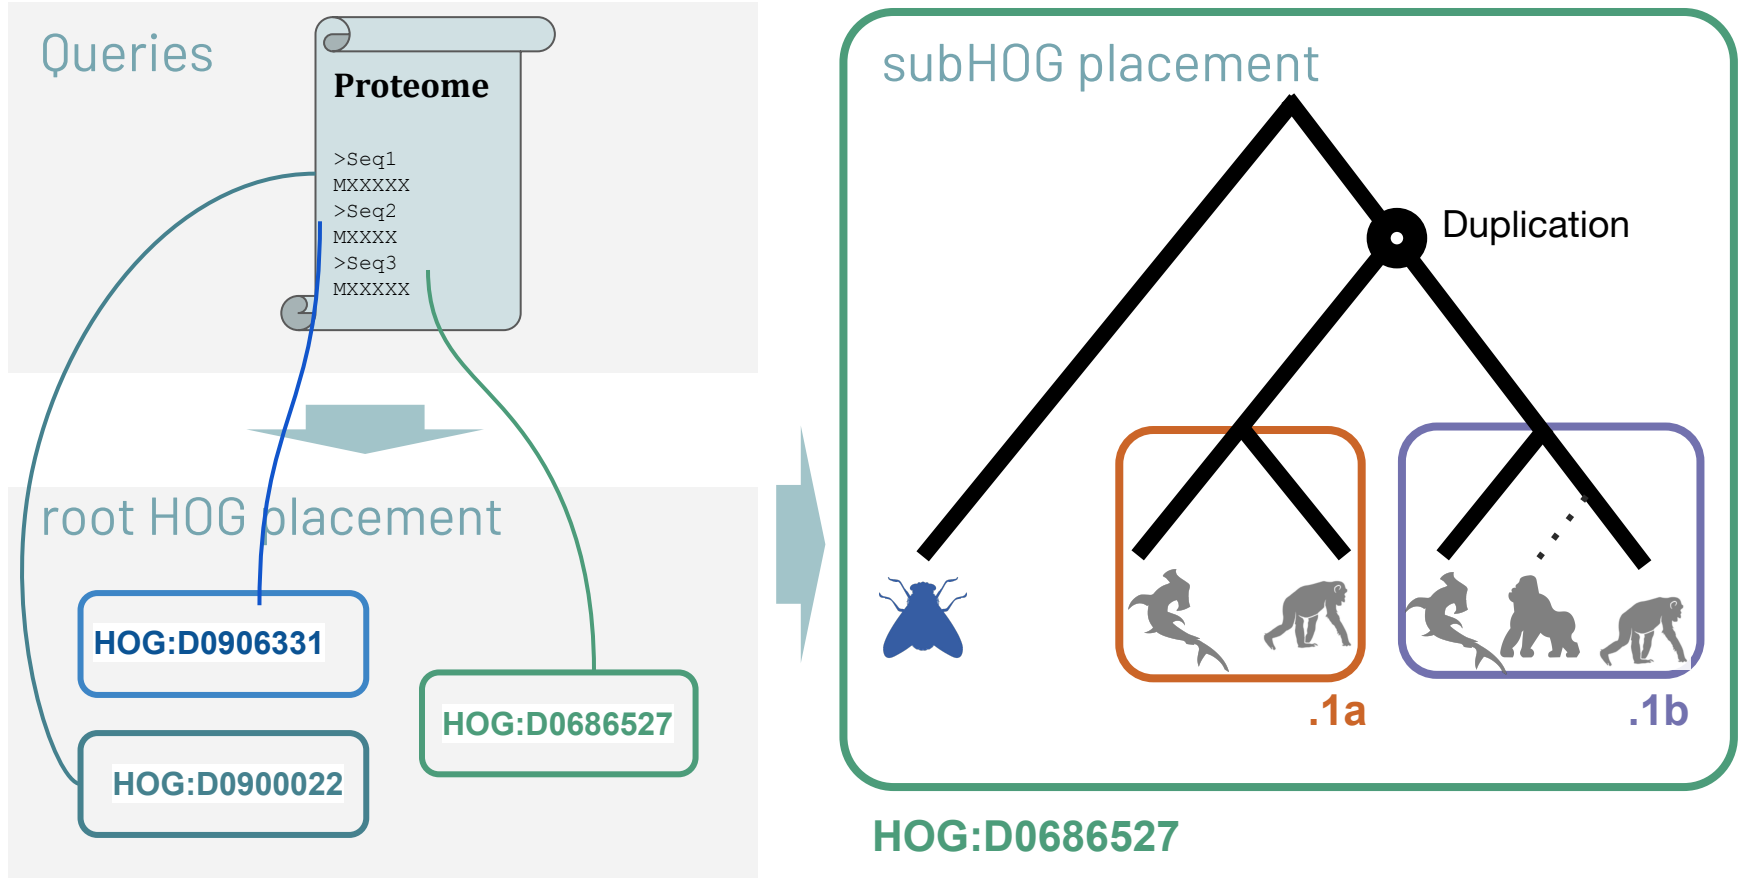 Queries
Proteome
>Seq1
MXXXXX
>Seq2
MXXXX
>Seq3
MXXXXX
root HOG placement
HOG:D0906331
HOG:D0686527
HOG:D0900022
subHOG placement
Duplication
.1a
.1b
HOG:D0686527